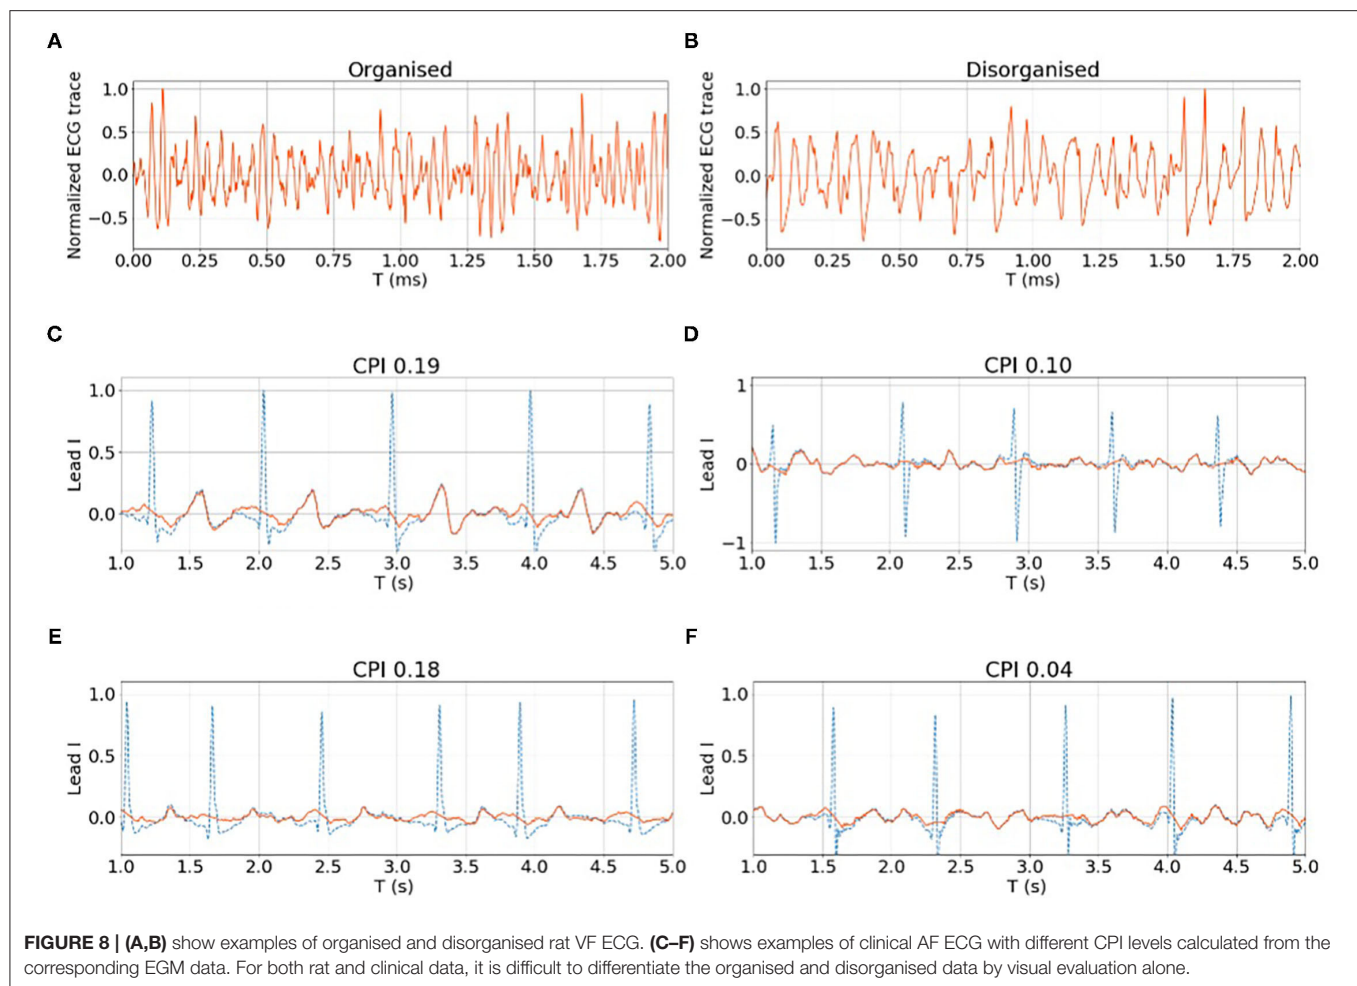 A
Organised
Normalized ECG trace
1.0
0.5
0.0
−0.5
0.00 0.25 0.50 0.75 1.00 1.25 1.50 1.75 2.00
T (ms)
B
Disorganised
Normalized ECG trace
1.0
0.5
0.0
−0.5
0.00 0.25 0.50 0.75 1.00 1.25 1.50 1.75 2.00
T (ms)
C
CPI 0.19
Lead I
1.0
0.5
0.0
1.0 1.5 2.0 2.5 3.0 3.5 4.0 4.5 5.0
T (s)
D
CPI 0.10
Lead I
1
0
−1
1.0 1.5 2.0 2.5 3.0 3.5 4.0 4.5 5.0
T (s)
E
CPI 0.18
Lead I
1.0
0.5
0.0
1.0 1.5 2.0 2.5 3.0 3.5 4.0 4.5 5.0
T (s)
F
CPI 0.04
Lead I
1.0
0.5
0.0
1.0 1.5 2.0 2.5 3.0 3.5 4.0 4.5 5.0
T (s)
FIGURE 8 | (A,B) show examples of organised and disorganised rat VF ECG. (C–F) shows examples of clinical AF ECG with different CPI levels calculated from the
corresponding EGM data. For both rat and clinical data, it is difficult to differentiate the organised and disorganised data by visual evaluation alone.